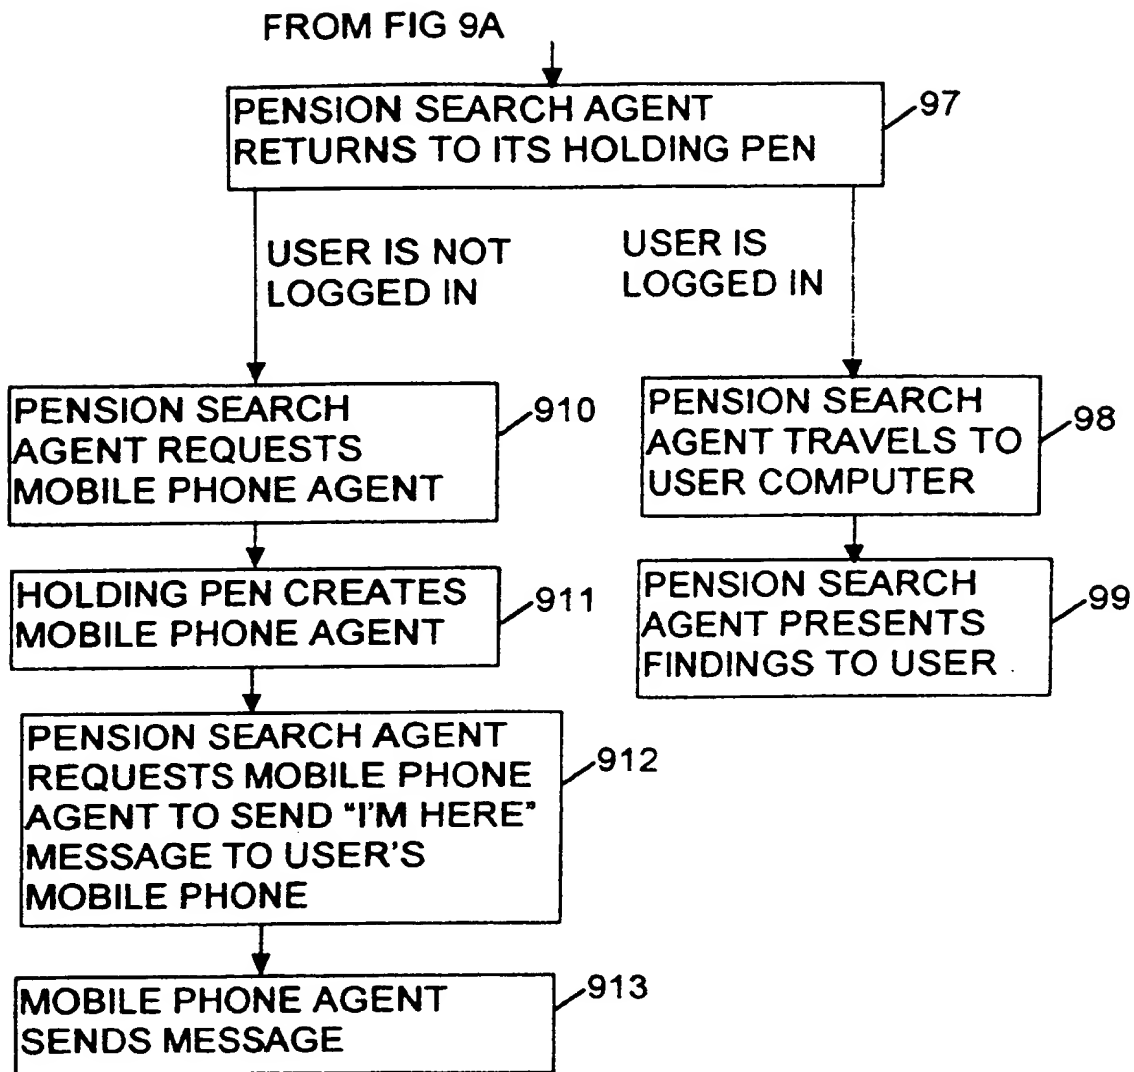 FROM FIG 9A
PENSION SEARCH AGENT
RETURNS TO ITS HOLDING PEN
97
USER IS NOT
LOGGED IN
USER IS
LOGGED IN
PENSION SEARCH
AGENT REQUESTS
MOBILE PHONE AGENT
910
PENSION SEARCH
AGENT TRAVELS TO
USER COMPUTER
98
HOLDING PEN CREATES
MOBILE PHONE AGENT
911
PENSION SEARCH
AGENT PRESENTS
FINDINGS TO USER
99
PENSION SEARCH AGENT
REQUESTS MOBILE PHONE
AGENT TO SEND "I'M HERE"
MESSAGE TO USER'S
MOBILE PHONE
912
MOBILE PHONE AGENT
SENDS MESSAGE
913